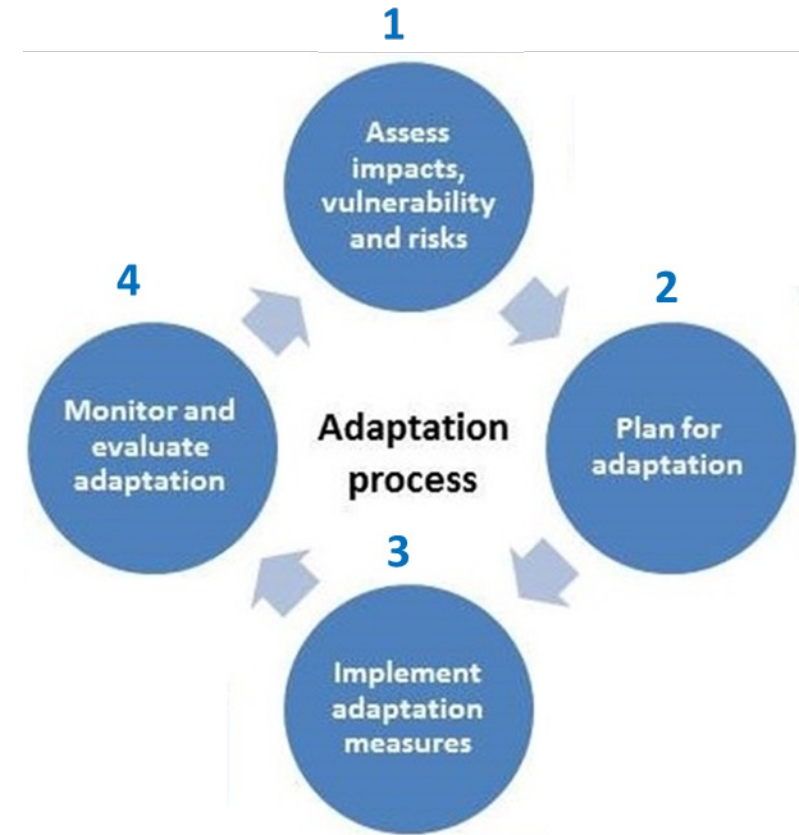 1
Assess
impacts,
vulnerability
and risks
2
Plan for
adaptation
3
Implement
adaptation
measures
4
Monitor and
evaluate
adaptation
Adaptation
process